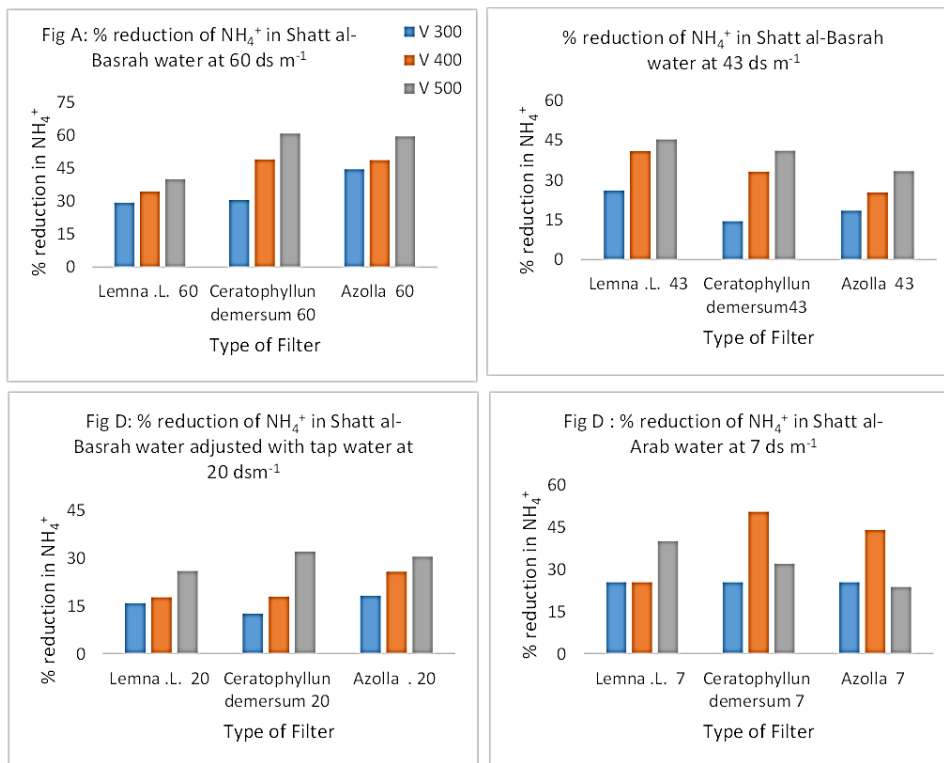 Fig A: % reduction of NH₄⁺ in Shatt al-
Basrah water at 60 ds m⁻¹
V 300
V 400
V 500
% reduction in NH₄⁺
75
60
45
30
15
0
Lemna .L. 60
Ceratophyllun
demersum 60
Azolla 60
Type of Filter
% reduction of NH₄⁺ in Shatt al-Basrah
water at 43 ds m⁻¹
% reduction in NH₄⁺
60
45
30
15
0
Lemna .L. 43
Ceratophyllun
demersum43
Azolla 43
Type of Filter
Fig D: % reduction of NH₄⁺ in Shatt al-
Basrah water adjusted with tap water at
20 dsm⁻¹
% reduction in NH₄⁺
45
30
15
0
Lemna .L. 20
Ceratophyllun
demersum 20
Azolla . 20
Type of Filter
Fig D : % reduction of NH₄⁺ in Shatt al-
Arab water at 7 ds m⁻¹
% reduction in NH₄⁺
60
45
30
15
0
Lemna .L. 7
Ceratophyllun
demersum 7
Azolla 7
Type of Filter